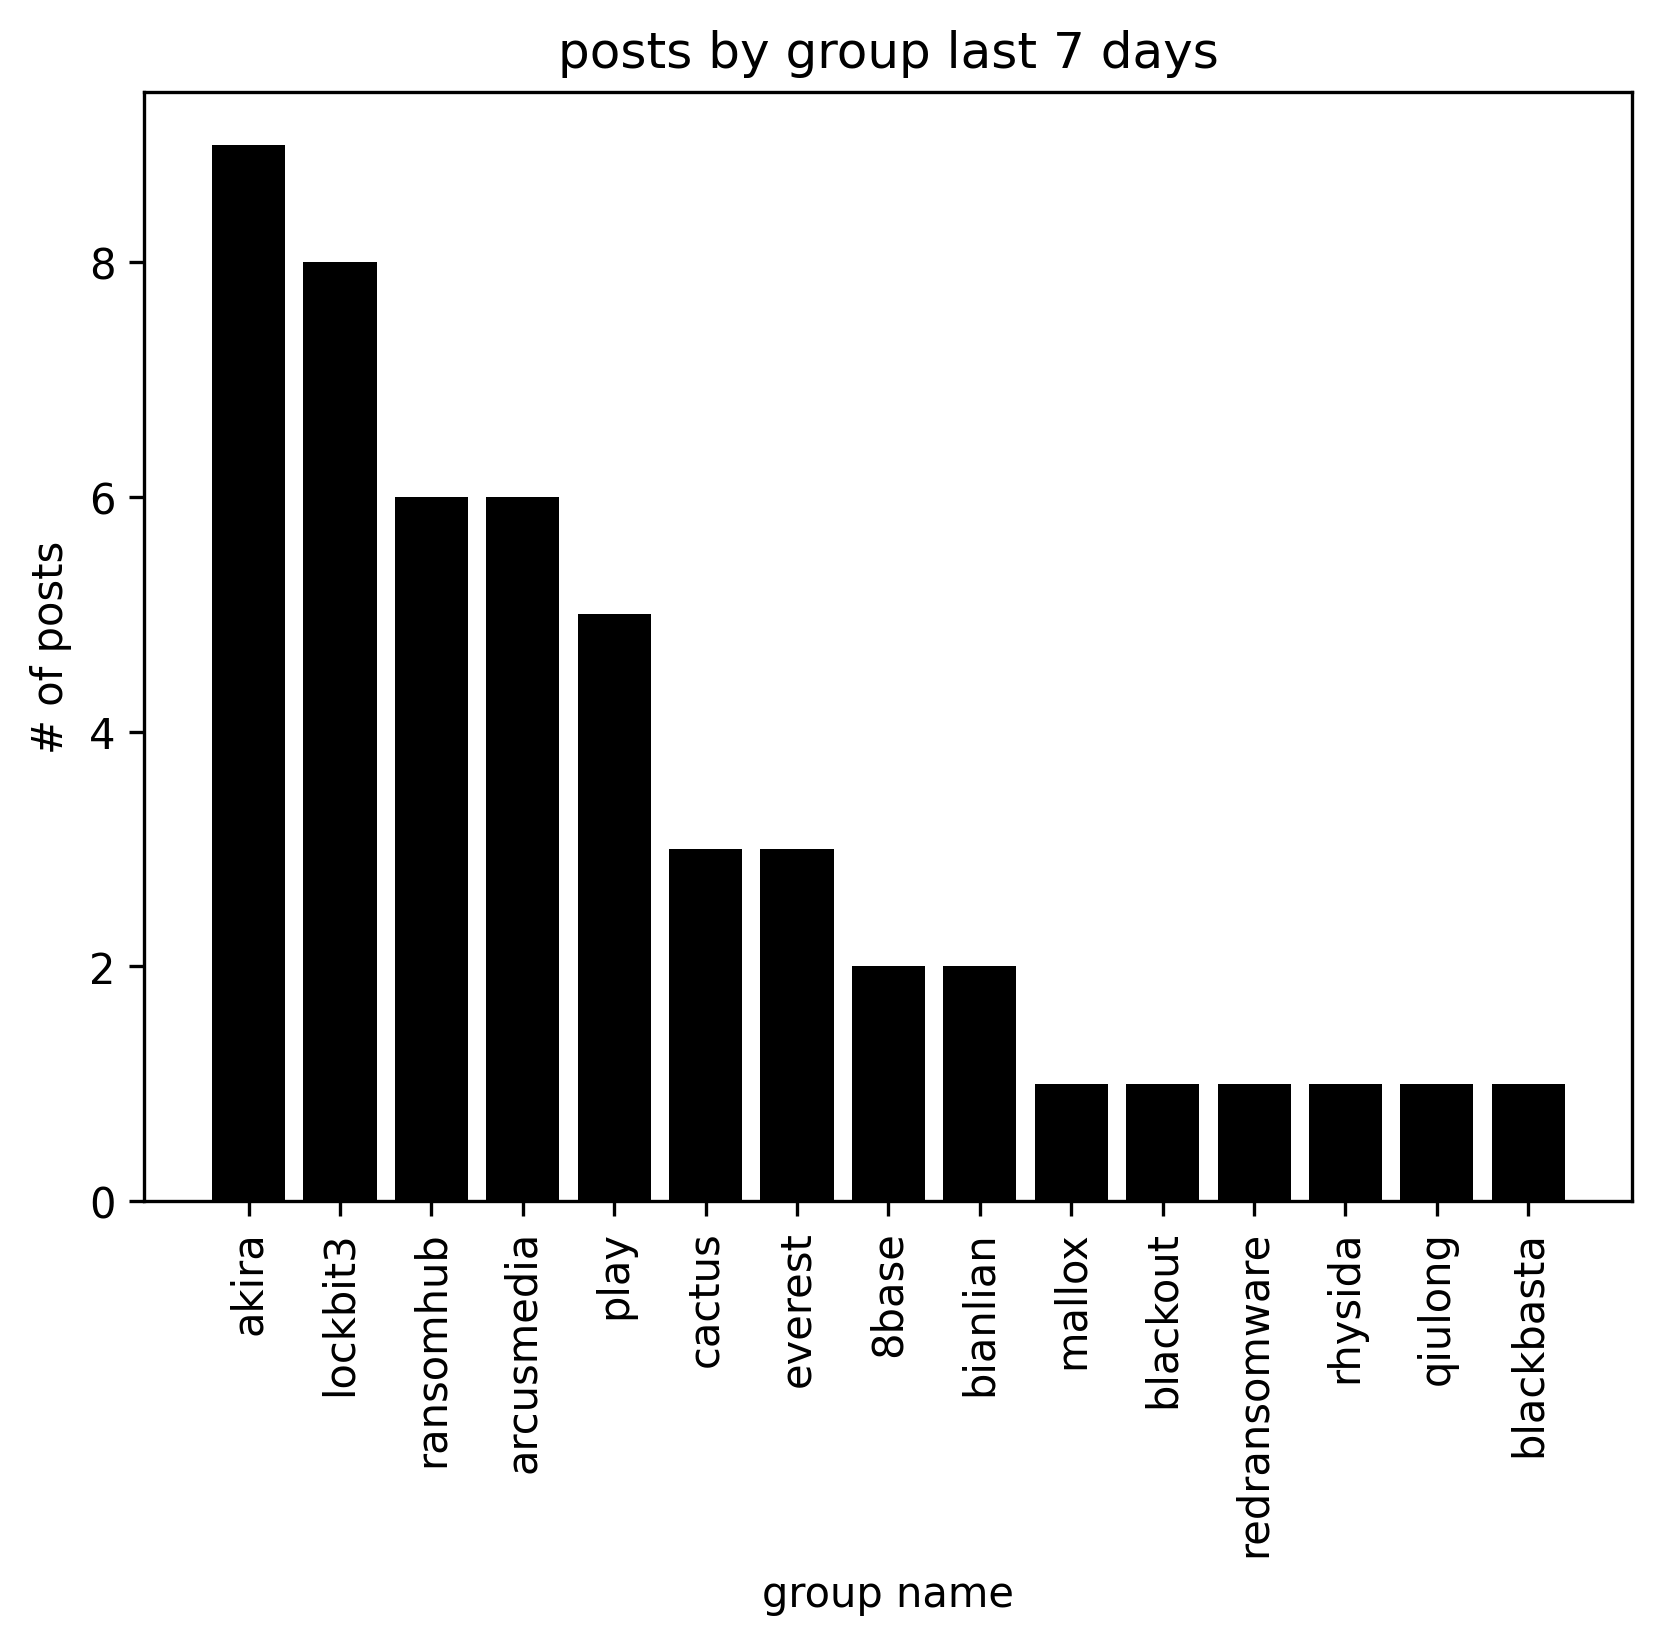 posts by group last 7 days
# of posts
8
6
4
2
0
akira
lockbit3
ransomhub
arcusmedia
play
cactus
everest
8base
bianlian
mallox
blackout
redransomware
rhysida
qiulong
blackbasta
group name